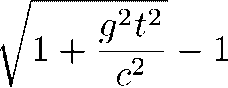 √(1 + g²t²/c²) − 1